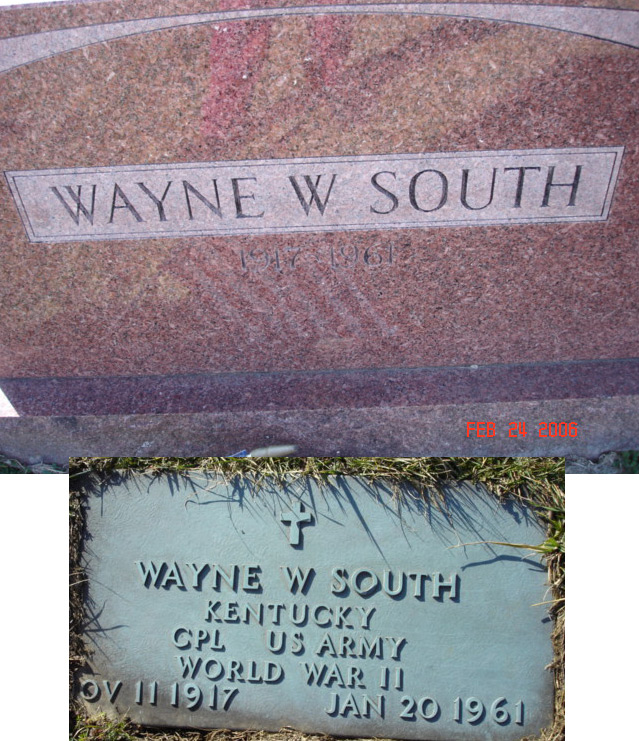 WAYNE W. SOUTH
1917 - 1961
FEB 24 2006
WAYNE W SOUTH
KENTUCKY
CPL US ARMY
WORLD WAR II
OV 11 1917 JAN 20 1961